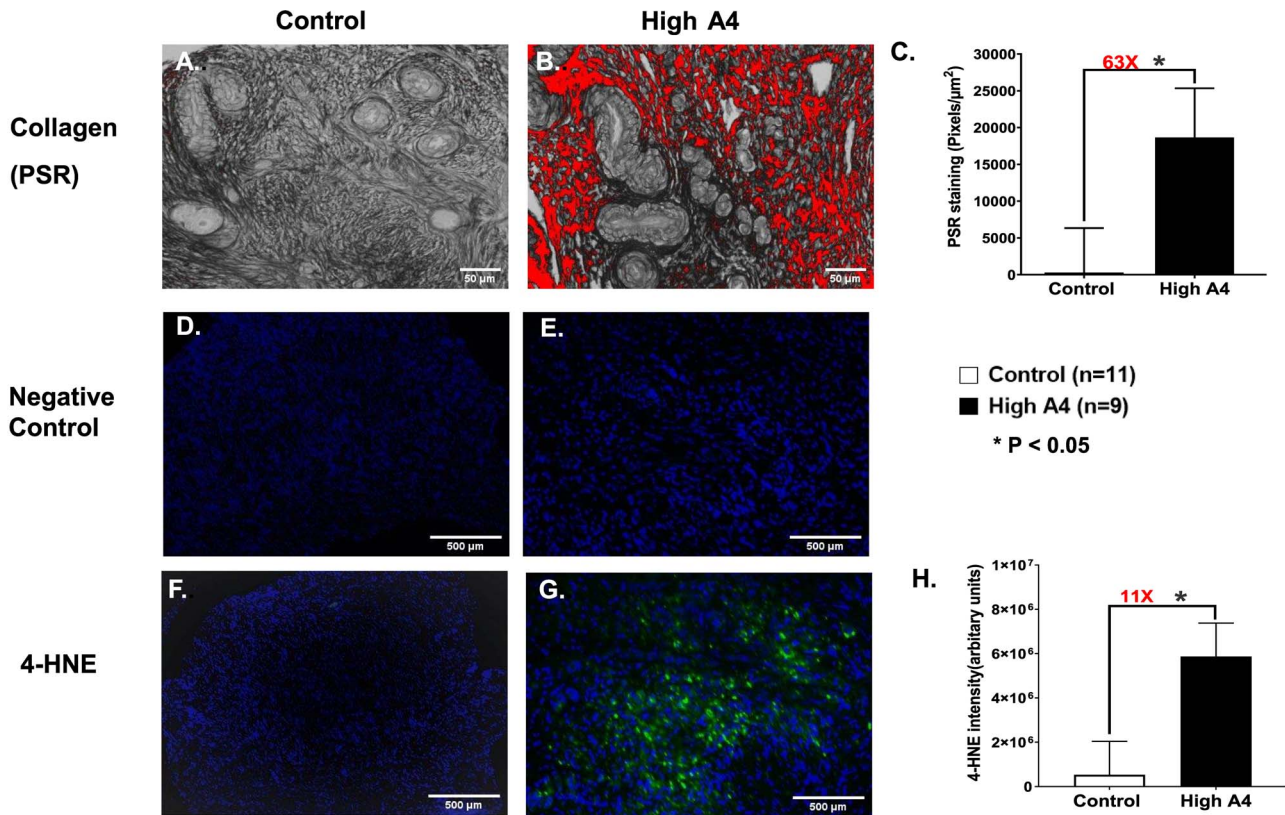 Control
High A4
Collagen
(PSR)
A.
50 µm
B.
50 µm
C.
PSR staining (Pixels/µm²)
30000
25000
20000
15000
10000
5000
0
63X *
Control
High A4
Negative
Control
D.
500 µm
E.
500 µm
Control (n=11)
High A4 (n=9)
* P < 0.05
4-HNE
F.
500 µm
G.
500 µm
H.
4-HNE intensity(arbitary units)
1×10⁷
8×10⁶
6×10⁶
4×10⁶
2×10⁶
0
11X *
Control
High A4